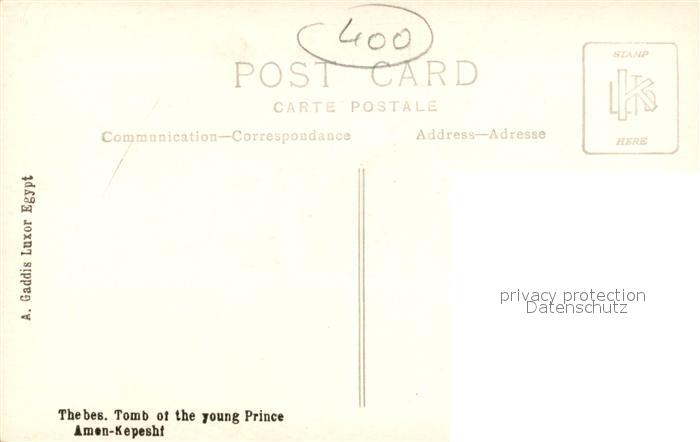 400
POST CARD
CARTE POSTALE
Communication—Correspondance
Address—Adresse
STAMP
HERE
A. Gaddis Luxor Egypt
privacy protection
Datenschutz
Thebes. Tomb of the young Prince
Amen-Kepeshf